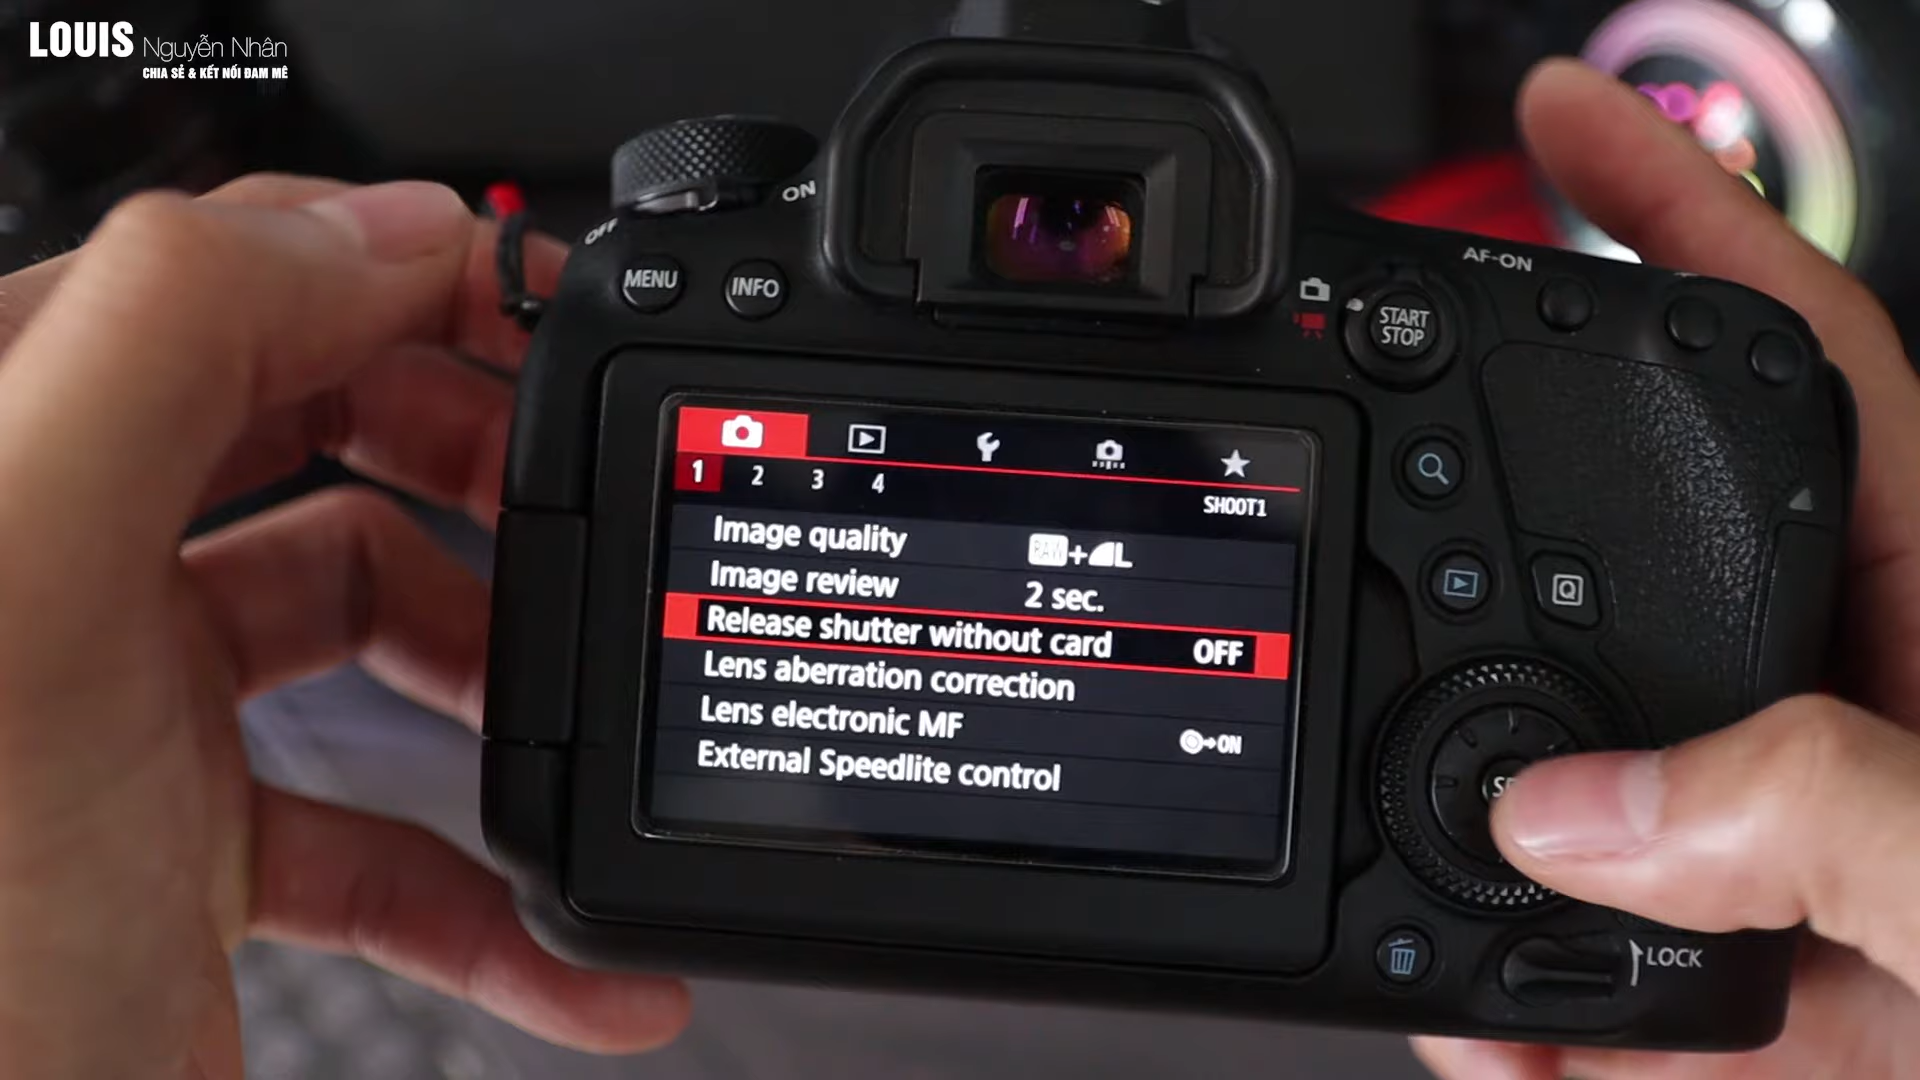 LOUIS Nguyễn Nhân
CHIA SẺ & KẾT NỐI ĐAM MÊ
ON
OFF
MENU
INFO
AF-ON
START
STOP
1 2 3 4
SHOOT1
Image quality RAW+L
Image review 2 sec.
Release shutter without card OFF
Lens aberration correction
Lens electronic MF ON
External Speedlite control
Q
LOCK